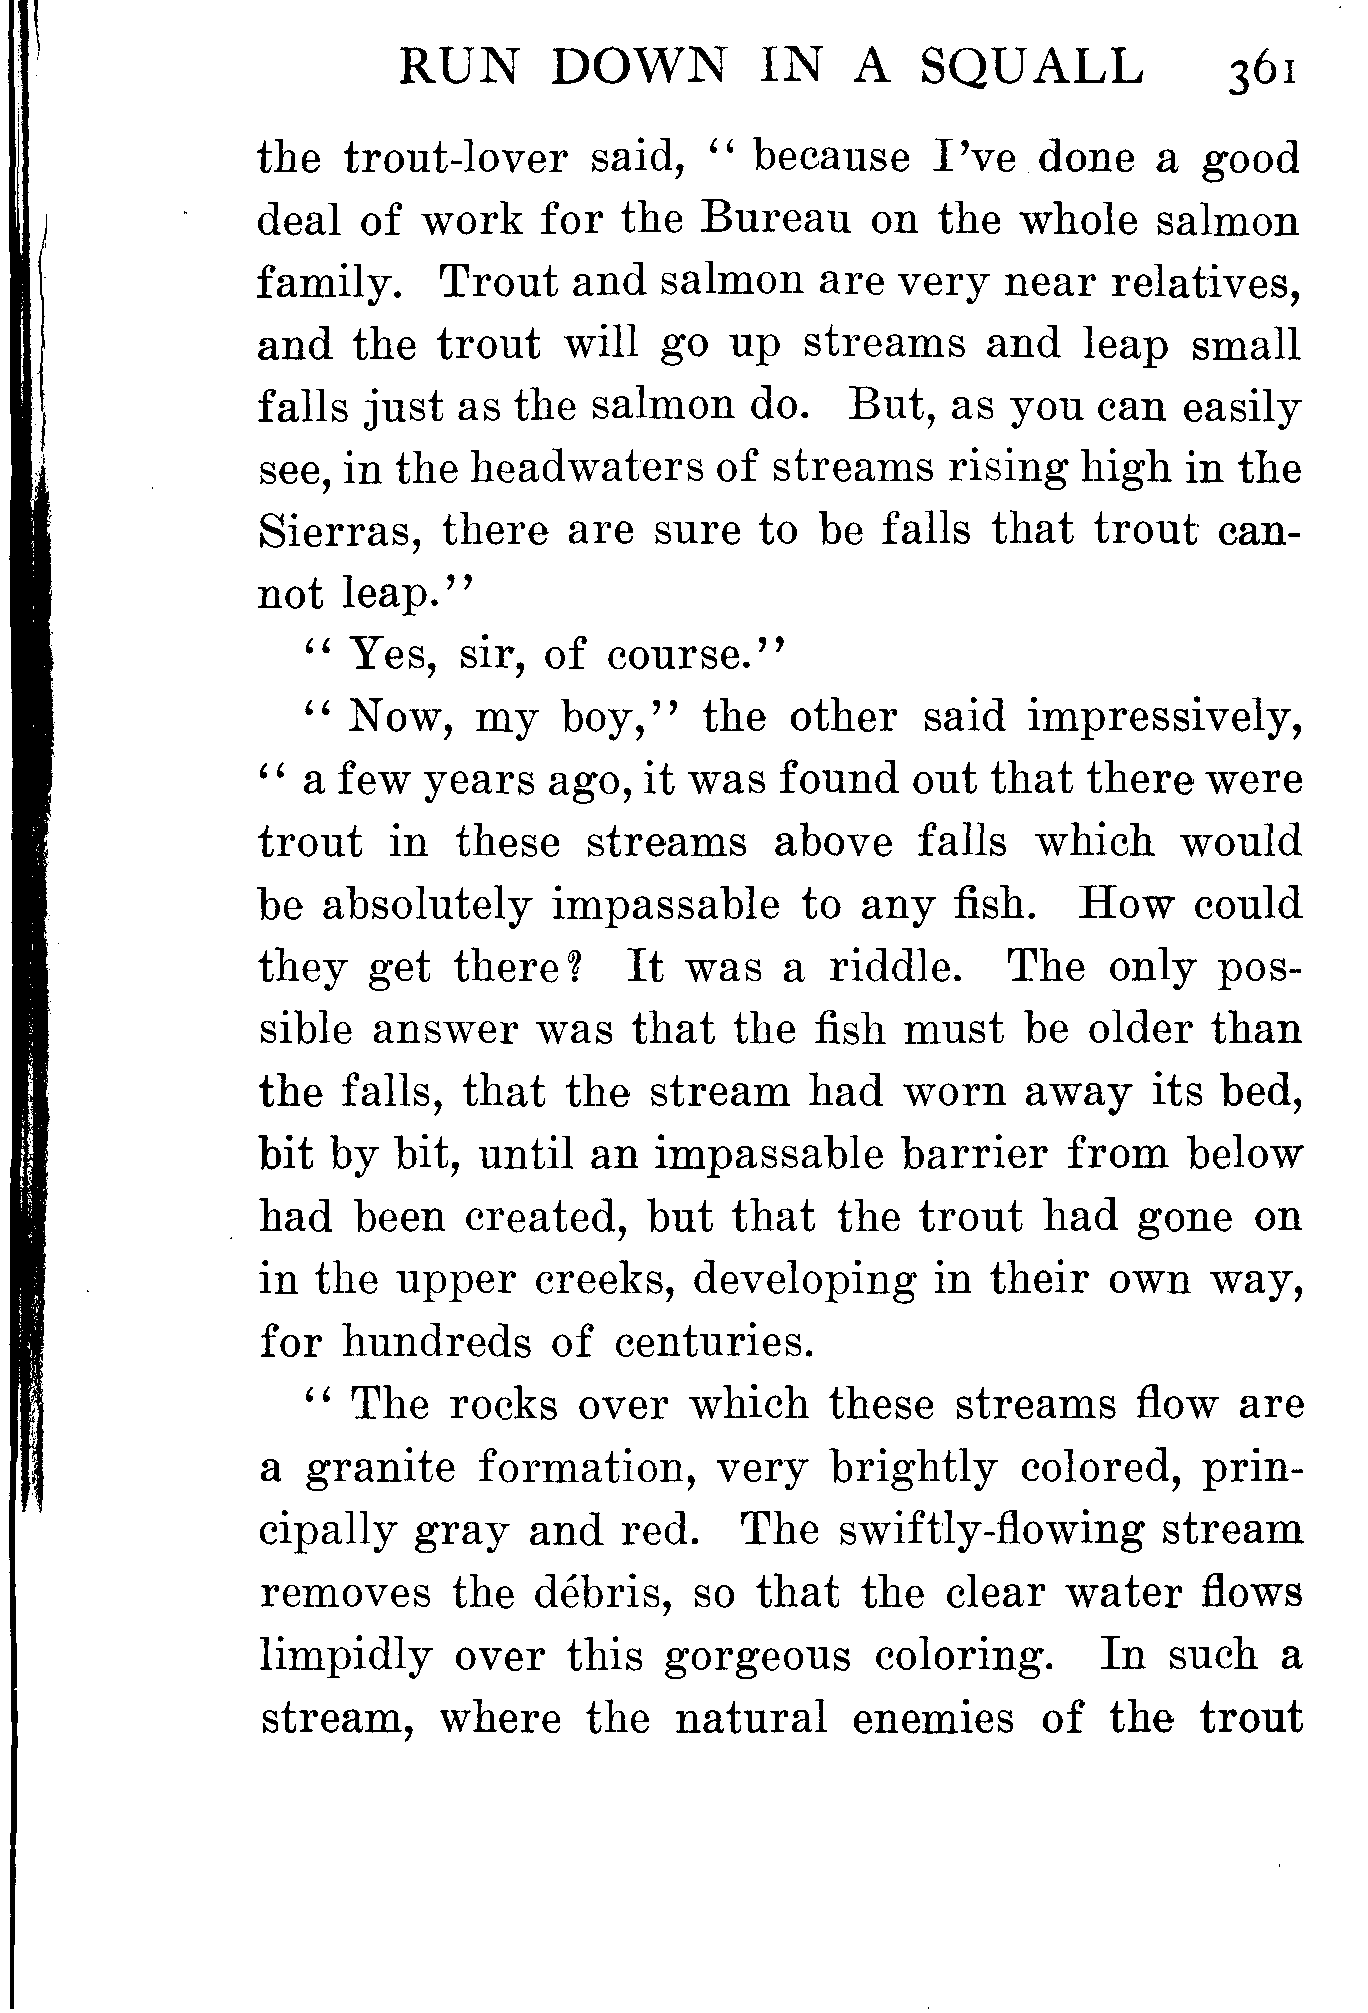 RUN DOWN IN A SQUALL 361
the trout-lover said, “ because I’ve done a good
deal of work for the Bureau on the whole salmon
family. Trout and salmon are very near relatives,
and the trout will go up streams and leap small
falls just as the salmon do. But, as you can easily
see, in the headwaters of streams rising high in the
Sierras, there are sure to be falls that trout can-
not leap.”
“ Yes, sir, of course.”
“ Now, my boy,” the other said impressively,
“ a few years ago, it was found out that there were
trout in these streams above falls which would
be absolutely impassable to any fish. How could
they get there? It was a riddle. The only pos-
sible answer was that the fish must be older than
the falls, that the stream had worn away its bed,
bit by bit, until an impassable barrier from below
had been created, but that the trout had gone on
in the upper creeks, developing in their own way,
for hundreds of centuries.
“ The rocks over which these streams flow are
a granite formation, very brightly colored, prin-
cipally gray and red. The swiftly-flowing stream
removes the débris, so that the clear water flows
limpidly over this gorgeous coloring. In such a
stream, where the natural enemies of the trout